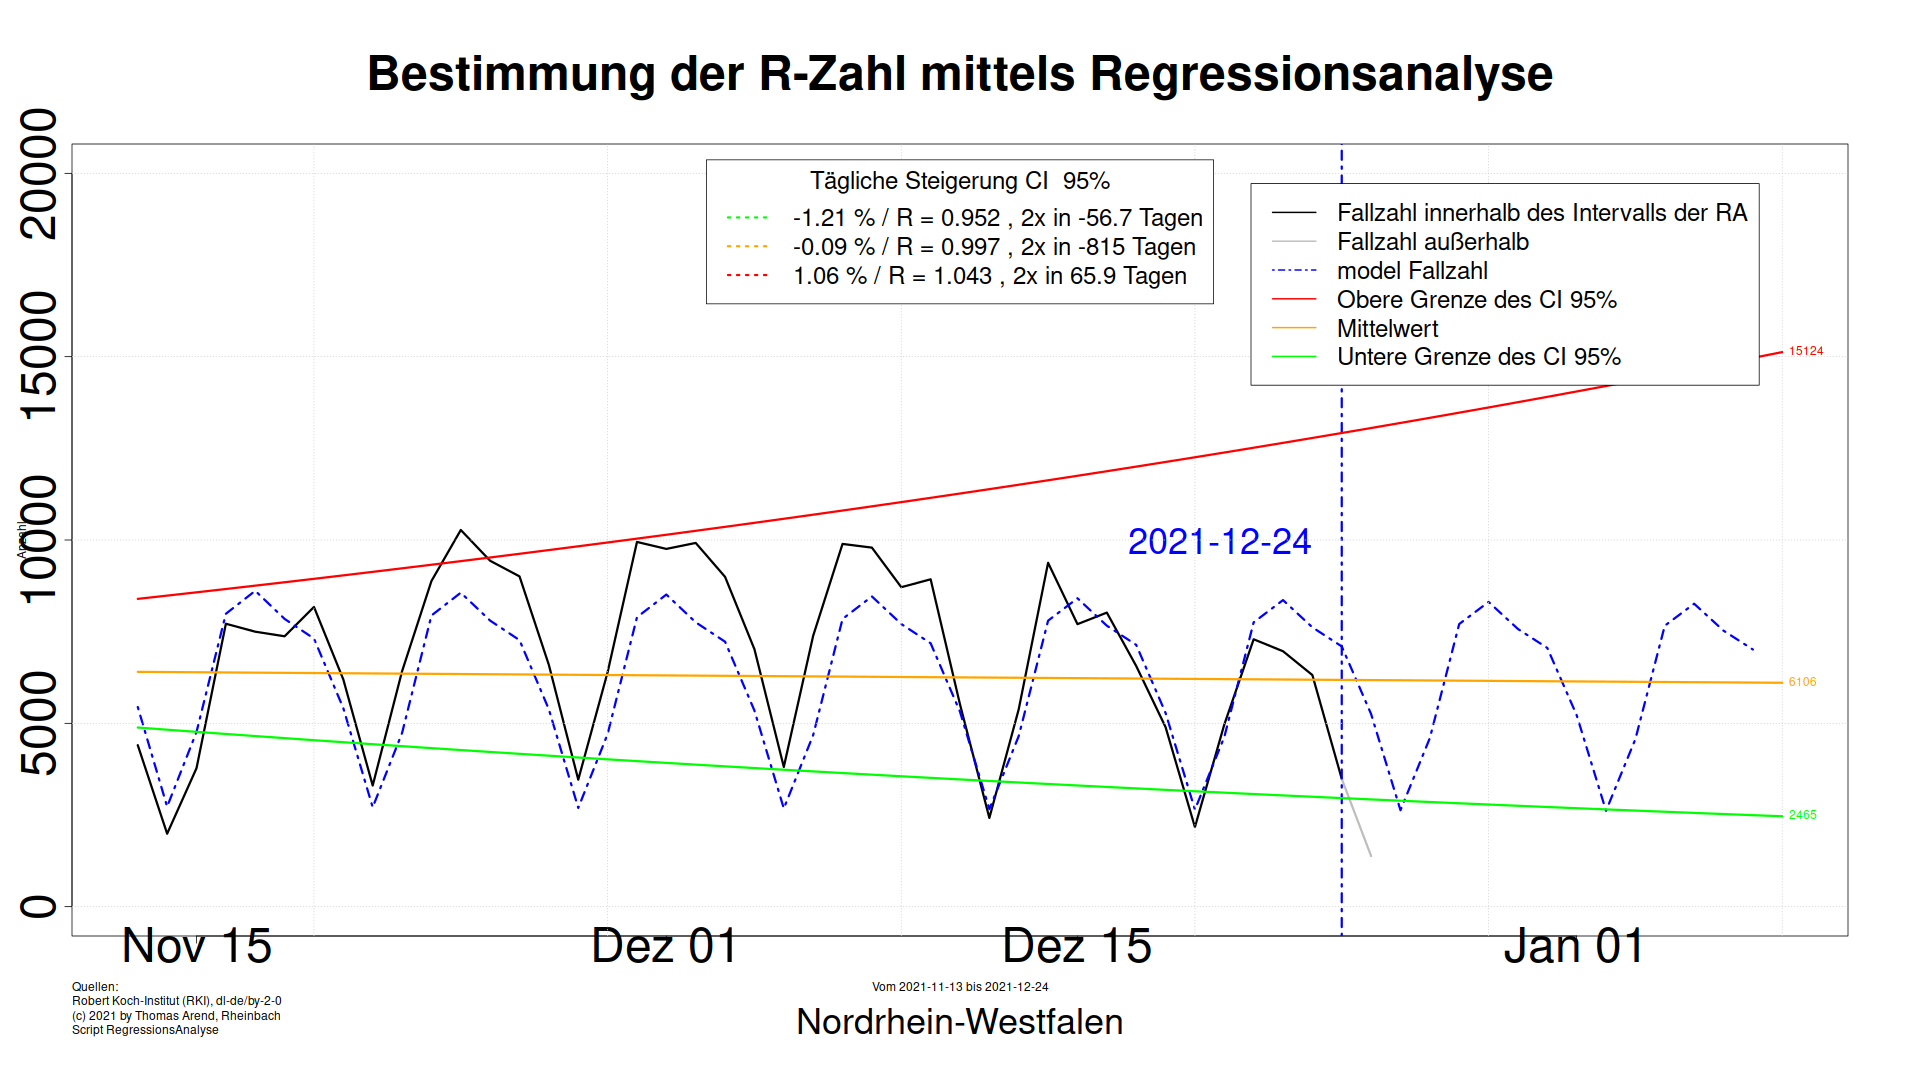 Bestimmung der R-Zahl mittels Regressionsanalyse
Tägliche Steigerung CI  95%
-1.21 % / R = 0.952 , 2x in -56.7 Tagen
-0.09 % / R = 0.997 , 2x in -815 Tagen
1.06 % / R = 1.043 , 2x in 65.9 Tagen
Fallzahl innerhalb des Intervalls der RA
Fallzahl außerhalb
model Fallzahl
Obere Grenze des CI 95%
Mittelwert
Untere Grenze des CI 95%
20000
15000
10000
5000
0
Anzahl
15124
6106
2465
2021-12-24
Nov 15
Dez 01
Dez 15
Jan 01
Quellen:
Robert Koch-Institut (RKI), dl-de/by-2-0
(c) 2021 by Thomas Arend, Rheinbach
Script RegressionsAnalyse
Vom 2021-11-13 bis 2021-12-24
Nordrhein-Westfalen